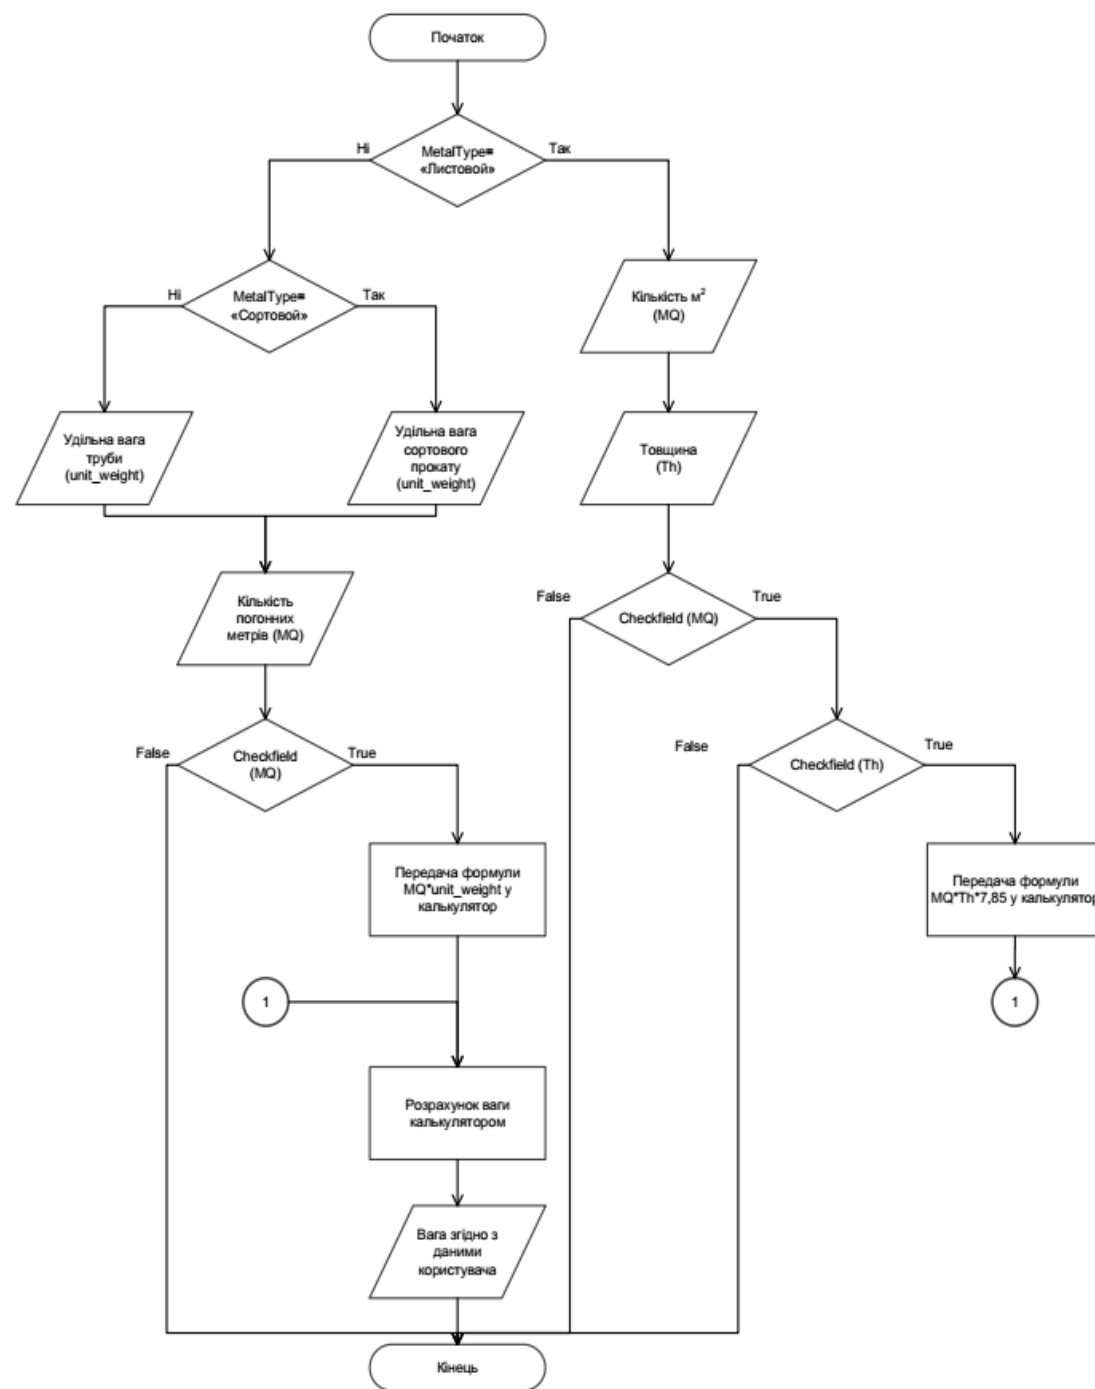 Початок
Ні
MetalType=
«Листовой»
Так
Ні
MetalType=
«Сортовой»
Так
Кількість м²
(MQ)
Удільна вага
труби
(unit_weight)
Удільна вага
сортового
прокату
(unit_weight)
Товщина
(Th)
Кількість
погонних
метрів (MQ)
False
Checkfield (MQ)
True
False
Checkfield
(MQ)
True
False
Checkfield (Th)
True
Передача формули
MQ*unit_weight у
калькулятор
Передача формули
MQ*Th*7,85 у калькулятор
1
1
Розрахунок ваги
калькулятором
Вага згідно з
даними
користувача
Кінець